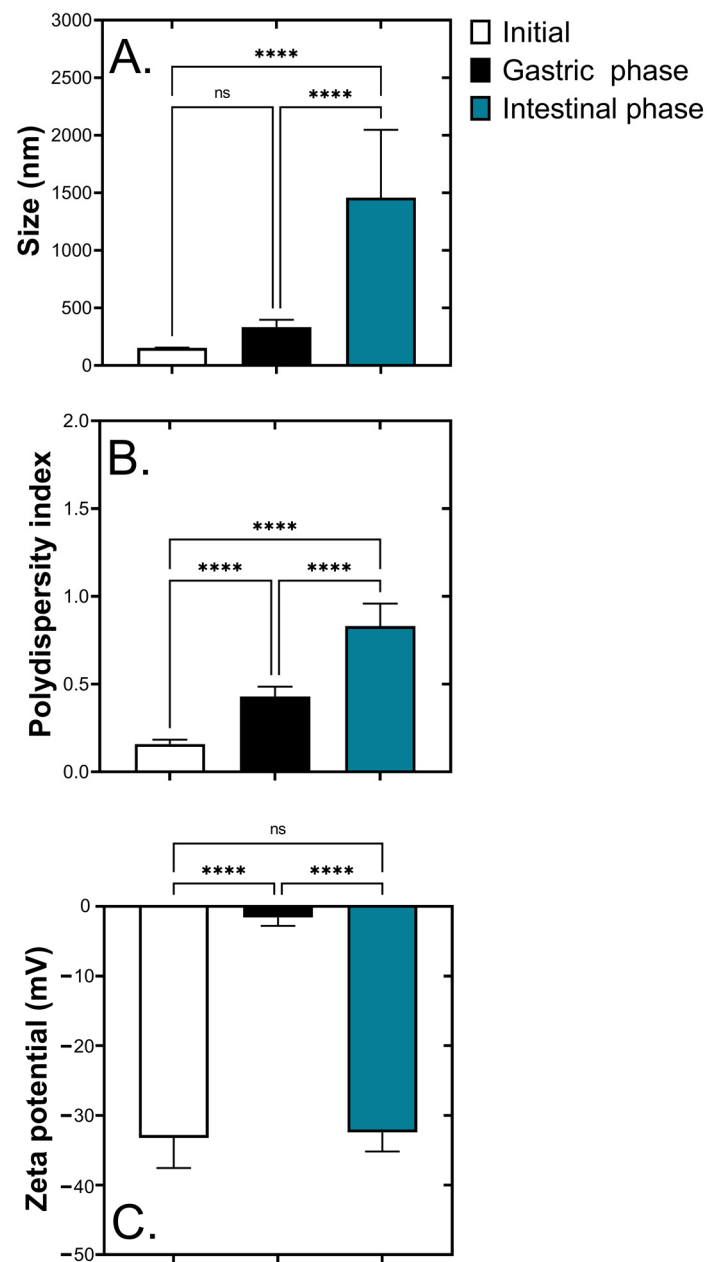 3000
2500
2000
1500
1000
500
0
Size (nm)
A.
****
ns
****
Initial
Gastric phase
Intestinal phase
2.0
1.5
1.0
0.5
0.0
Polydispersity index
B.
****
****
****
ns
****
****
0
−10
−20
−30
−40
−50
Zeta potential (mV)
C.